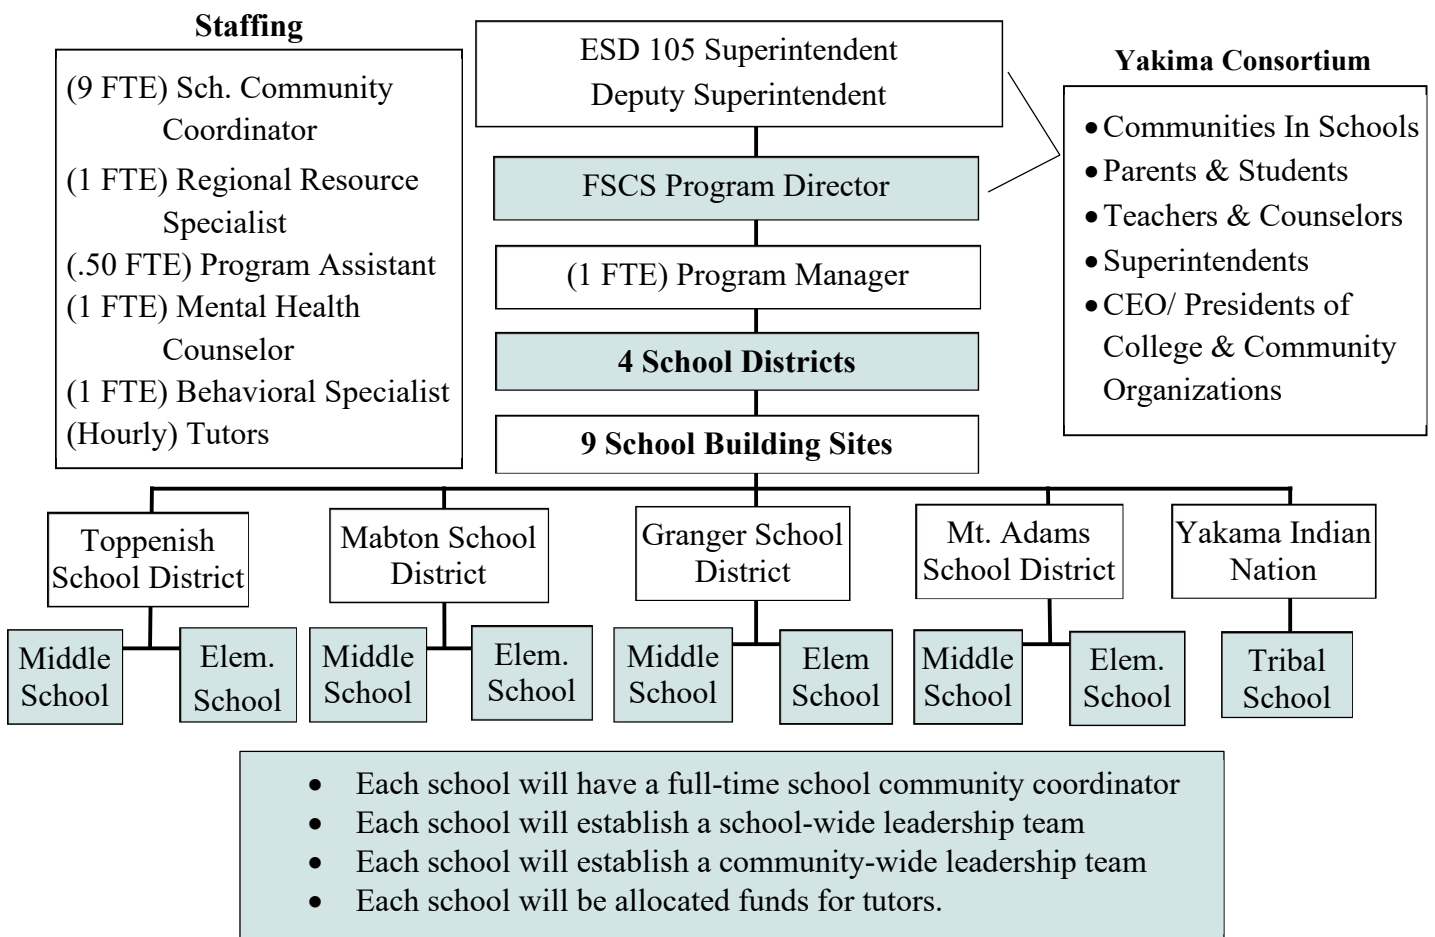 Staffing
(9 FTE) Sch. Community
Coordinator
(1 FTE) Regional Resource
Specialist
(.50 FTE) Program Assistant
(1 FTE) Mental Health
Counselor
(1 FTE) Behavioral Specialist
(Hourly) Tutors
ESD 105 Superintendent
Deputy Superintendent
FSCS Program Director
(1 FTE) Program Manager
4 School Districts
9 School Building Sites
Yakima Consortium
• Communities In Schools
• Parents & Students
• Teachers & Counselors
• Superintendents
• CEO/ Presidents of
College & Community
Organizations
Toppenish
School District
Mabton School
District
Granger School
District
Mt. Adams
School District
Yakama Indian
Nation
Middle
School
Elem.
School
Middle
School
Elem.
School
Middle
School
Elem
School
Middle
School
Elem.
School
Tribal
School
• Each school will have a full-time school community coordinator
• Each school will establish a school-wide leadership team
• Each school will establish a community-wide leadership team
• Each school will be allocated funds for tutors.